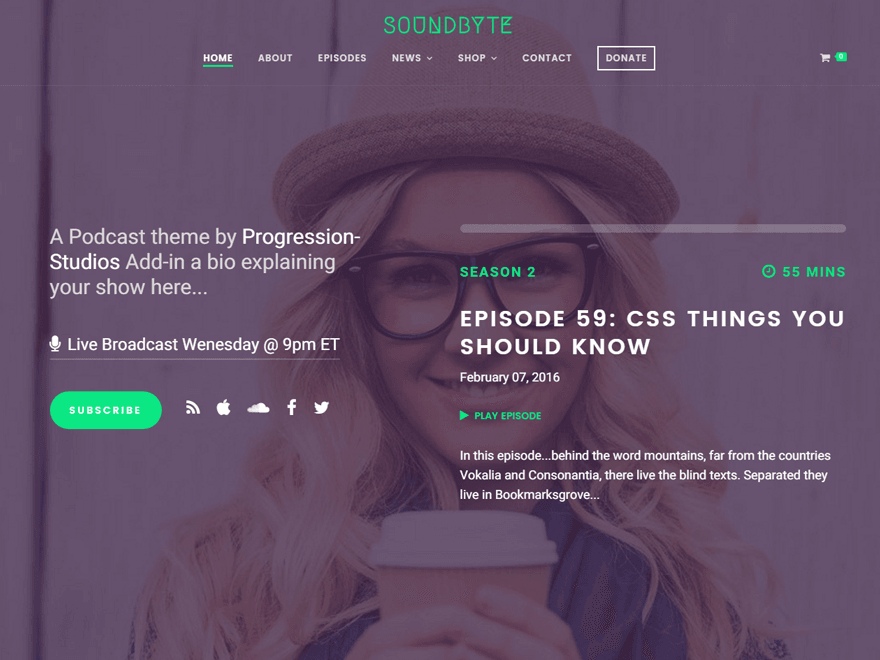 SOUNDBYTE
HOME ABOUT EPISODES NEWS SHOP CONTACT DONATE 0
A Podcast theme by Progression-
Studios Add-in a bio explaining
your show here...
Live Broadcast Wenesday @ 9pm ET
SUBSCRIBE
SEASON 2 55 MINS
EPISODE 59: CSS THINGS YOU
SHOULD KNOW
February 07, 2016
PLAY EPISODE
In this episode...behind the word mountains, far from the countries
Vokalia and Consonantia, there live the blind texts. Separated they
live in Bookmarksgrove...